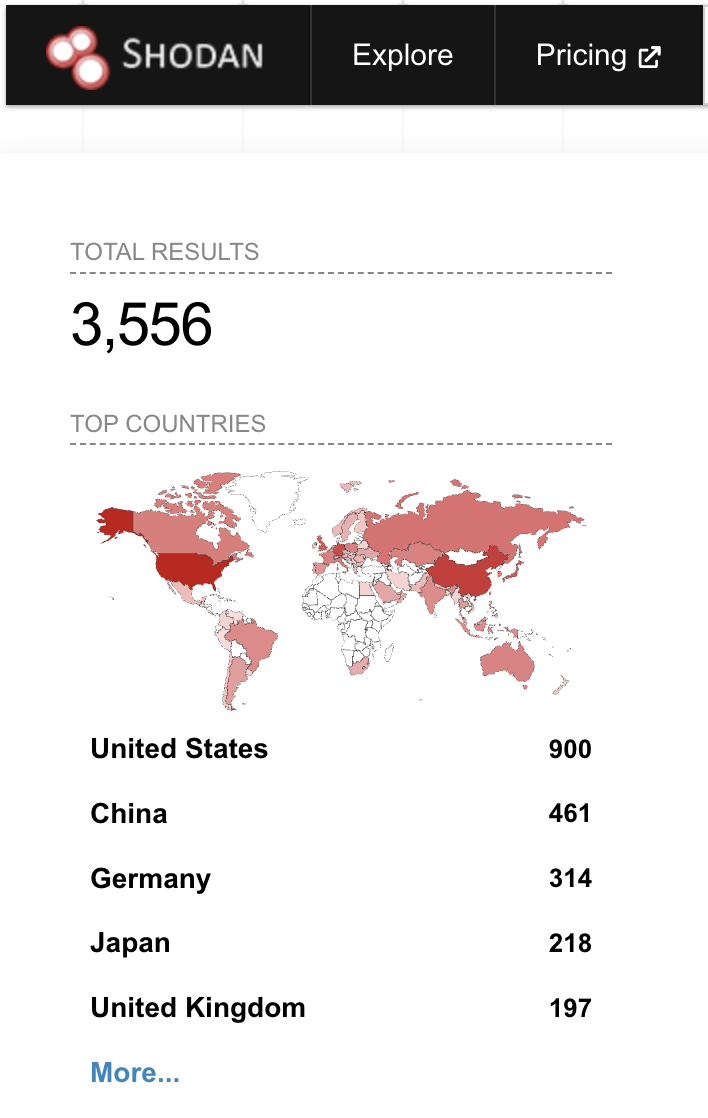 SHODAN Explore Pricing
TOTAL RESULTS
3,556
TOP COUNTRIES
United States 900
China 461
Germany 314
Japan 218
United Kingdom 197
More...